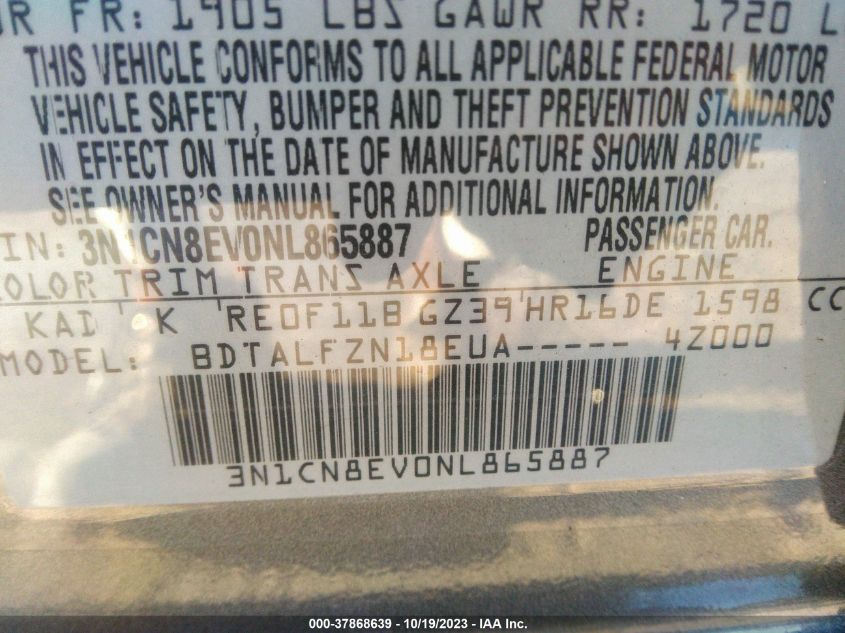 FR: 1905 LBS GAWR RR: 1720 L
THIS VEHICLE CONFORMS TO ALL APPLICABLE FEDERAL MOTOR
VEHICLE SAFETY, BUMPER AND THEFT PREVENTION STANDARDS
IN EFFECT ON THE DATE OF MANUFACTURE SHOWN ABOVE.
SEE OWNER'S MANUAL FOR ADDITIONAL INFORMATION.
IN: 3N1CN8EV0NL865887 PASSENGER CAR.
COLOR TRIM TRANS AXLE ENGINE
KAD K RE0F11B GZ39 HR16DE 1598 CC
MODEL: BDTALFZN18EUA----- 4Z000
3N1CN8EV0NL865887
000-37868639 - 10/19/2023 - IAA Inc.